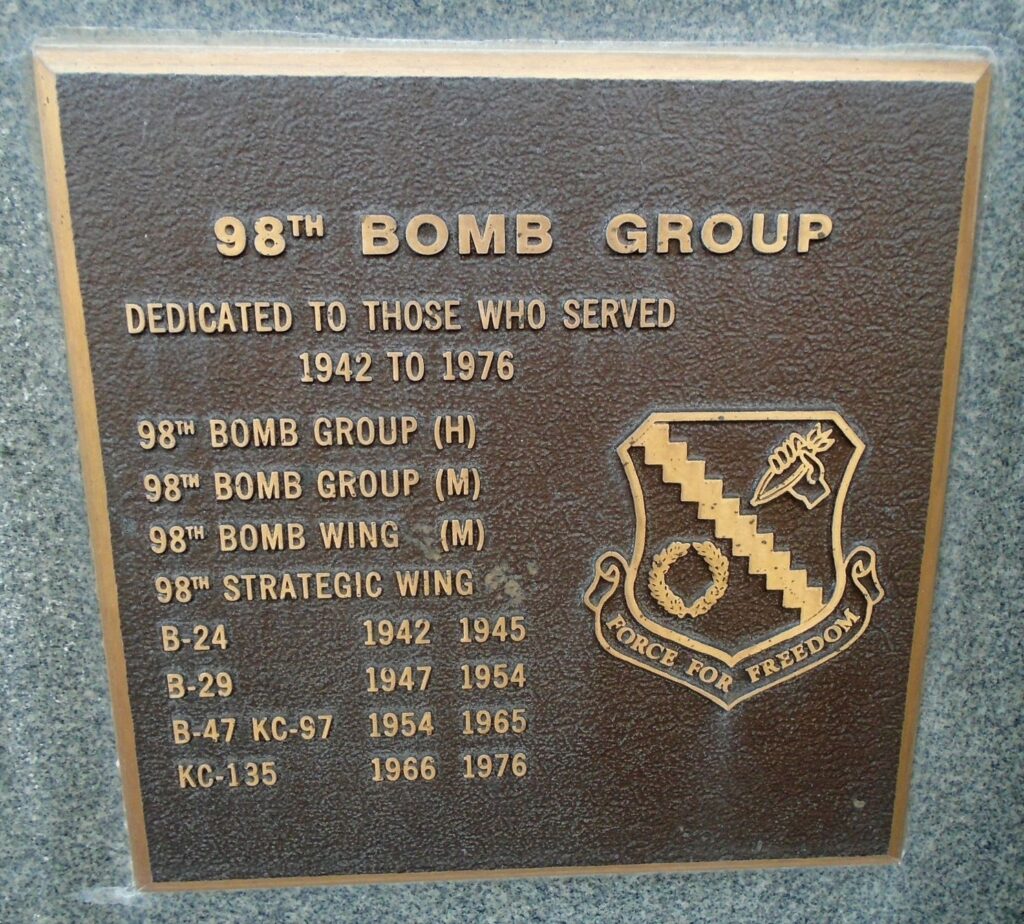 98TH BOMB GROUP
DEDICATED TO THOSE WHO SERVED
1942 TO 1976
98TH BOMB GROUP (H)
98TH BOMB GROUP (M)
98TH BOMB WING (M)
98TH STRATEGIC WING
B-24 1942 1945
B-29 1947 1954
B-47 KC-97 1954 1965
KC-135 1966 1976
FORCE FOR FREEDOM